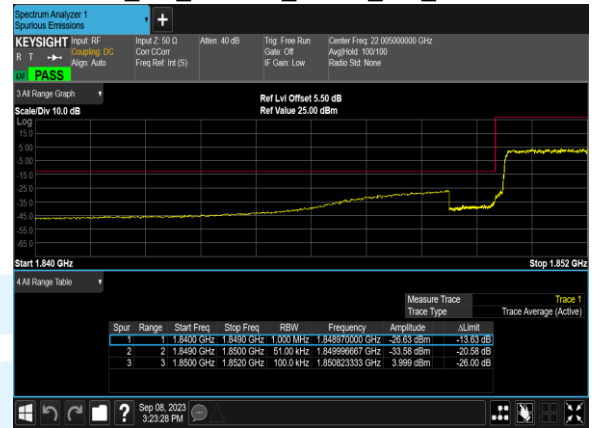 Spectrum Analyzer 1
Spurious Emissions
+
KEYSIGHT Input: RF Input Z: 50 Ω Atten: 40 dB Trig: Free Run Center Freq: 22.005000000 GHz
R T Coupling: DC Corr CCorr Gate: Off Avg|Hold: 100/100
Align: Auto Freq Ref: Int (S) IF Gain: Low Radio Std: None
PASS
3 All Range Graph
Ref Lvl Offset 5.50 dB
Scale/Div 10.0 dB Ref Value 25.00 dBm
Log
15.0
5.00
-5.00
-15.0
-25.0
-35.0
-45.0
-55.0
-65.0
Start 1.840 GHz Stop 1.852 GHz
4 All Range Table
Measure Trace Trace 1
Trace Type Trace Average (Active)
Spur Range Start Freq Stop Freq RBW Frequency Amplitude ΔLimit
1 1 1.8400 GHz 1.8490 GHz 1.000 MHz 1.848970000 GHz -26.63 dBm -13.63 dB
2 2 1.8490 GHz 1.8500 GHz 51.00 kHz 1.849996667 GHz -33.58 dBm -20.58 dB
3 3 1.8500 GHz 1.8520 GHz 100.0 kHz 1.850823333 GHz 3.999 dBm -26.00 dB
? Sep 08, 2023
3:23:28 PM